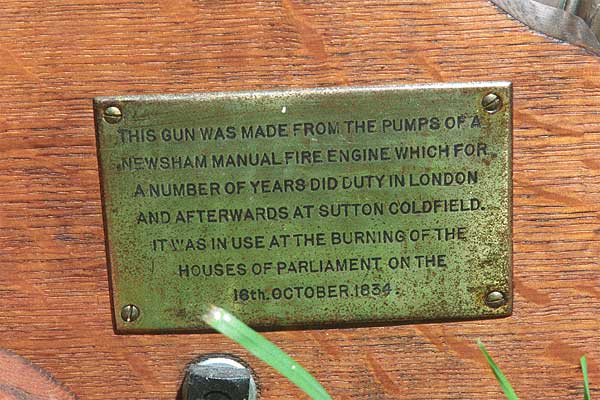 THIS GUN WAS MADE FROM THE PUMPS OF A
NEWSHAM MANUAL FIRE ENGINE WHICH FOR
A NUMBER OF YEARS DID DUTY IN LONDON
AND AFTERWARDS AT SUTTON COLDFIELD.
IT WAS IN USE AT THE BURNING OF THE
HOUSES OF PARLIAMENT ON THE
16th. OCTOBER. 1834.